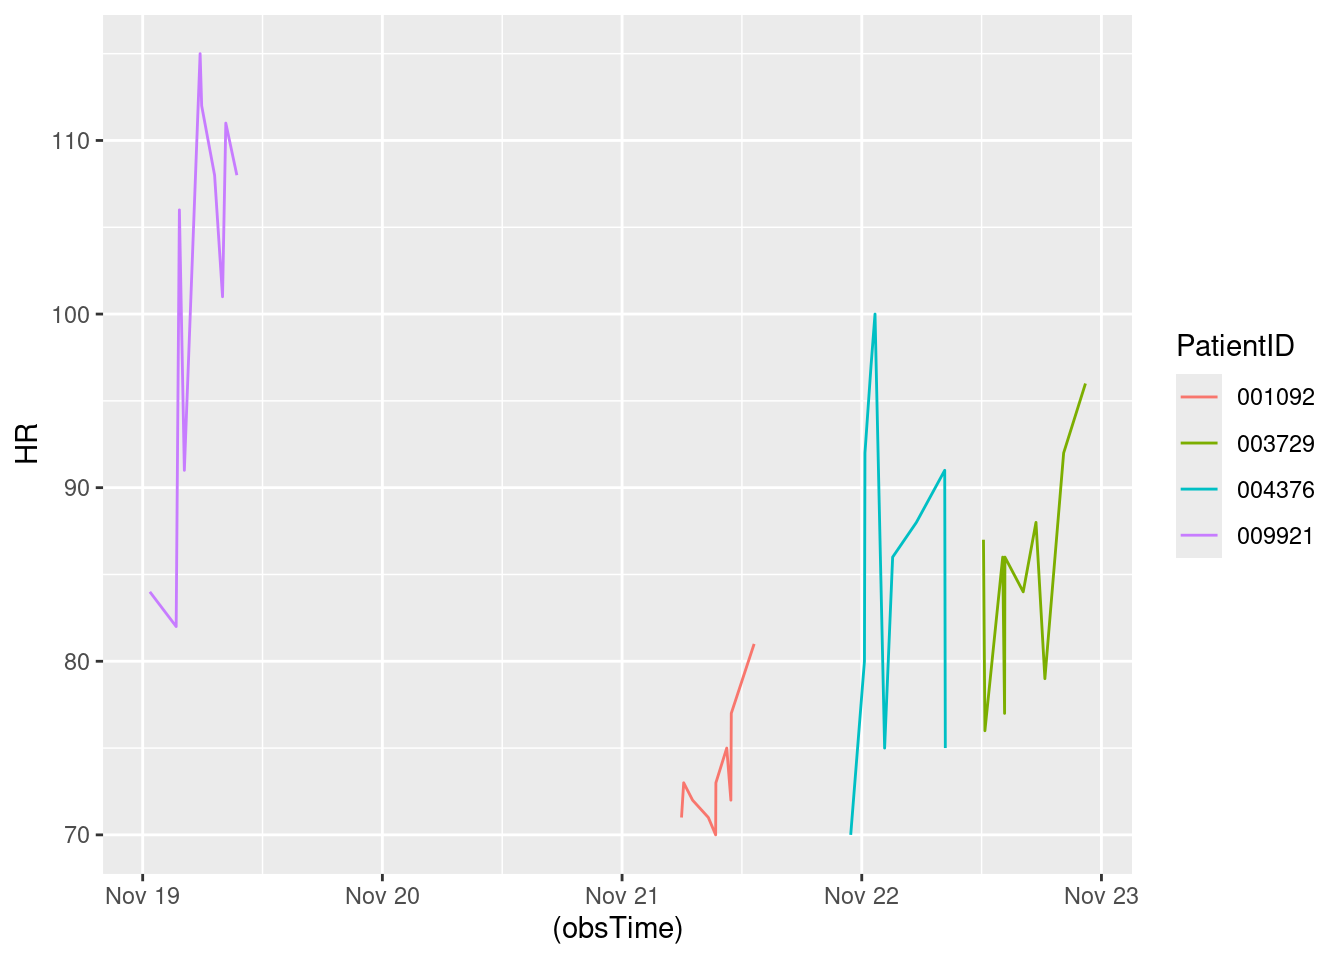 HR
110
100
90
80
70
Nov 19
Nov 20
Nov 21
Nov 22
Nov 23
(obsTime)
PatientID
001092
003729
004376
009921